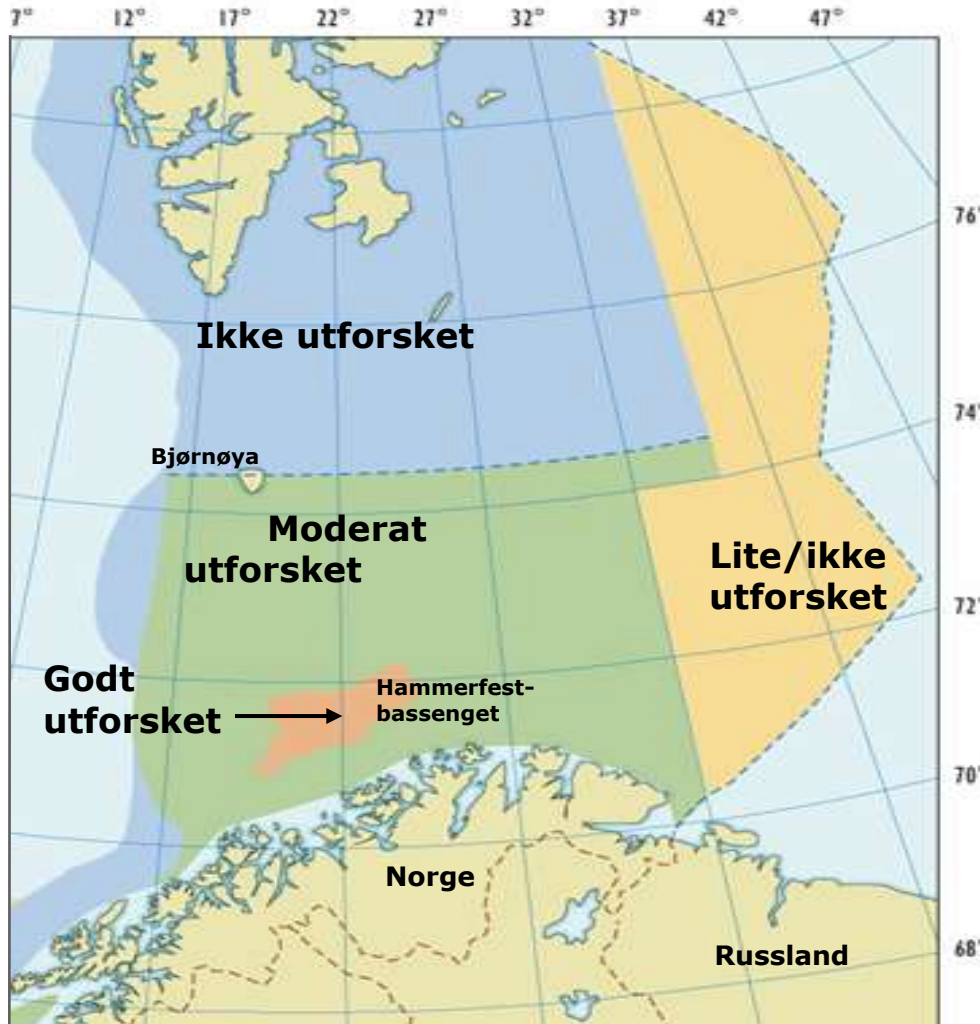 7° 12° 17° 22° 27° 32° 37° 42° 47°
76°
Ikke utforsket
74°
Bjørnøya
Moderat
utforsket
Lite/ikke
utforsket
72°
Godt
utforsket
Hammerfest-
bassenget
70°
Norge
Russland
68°